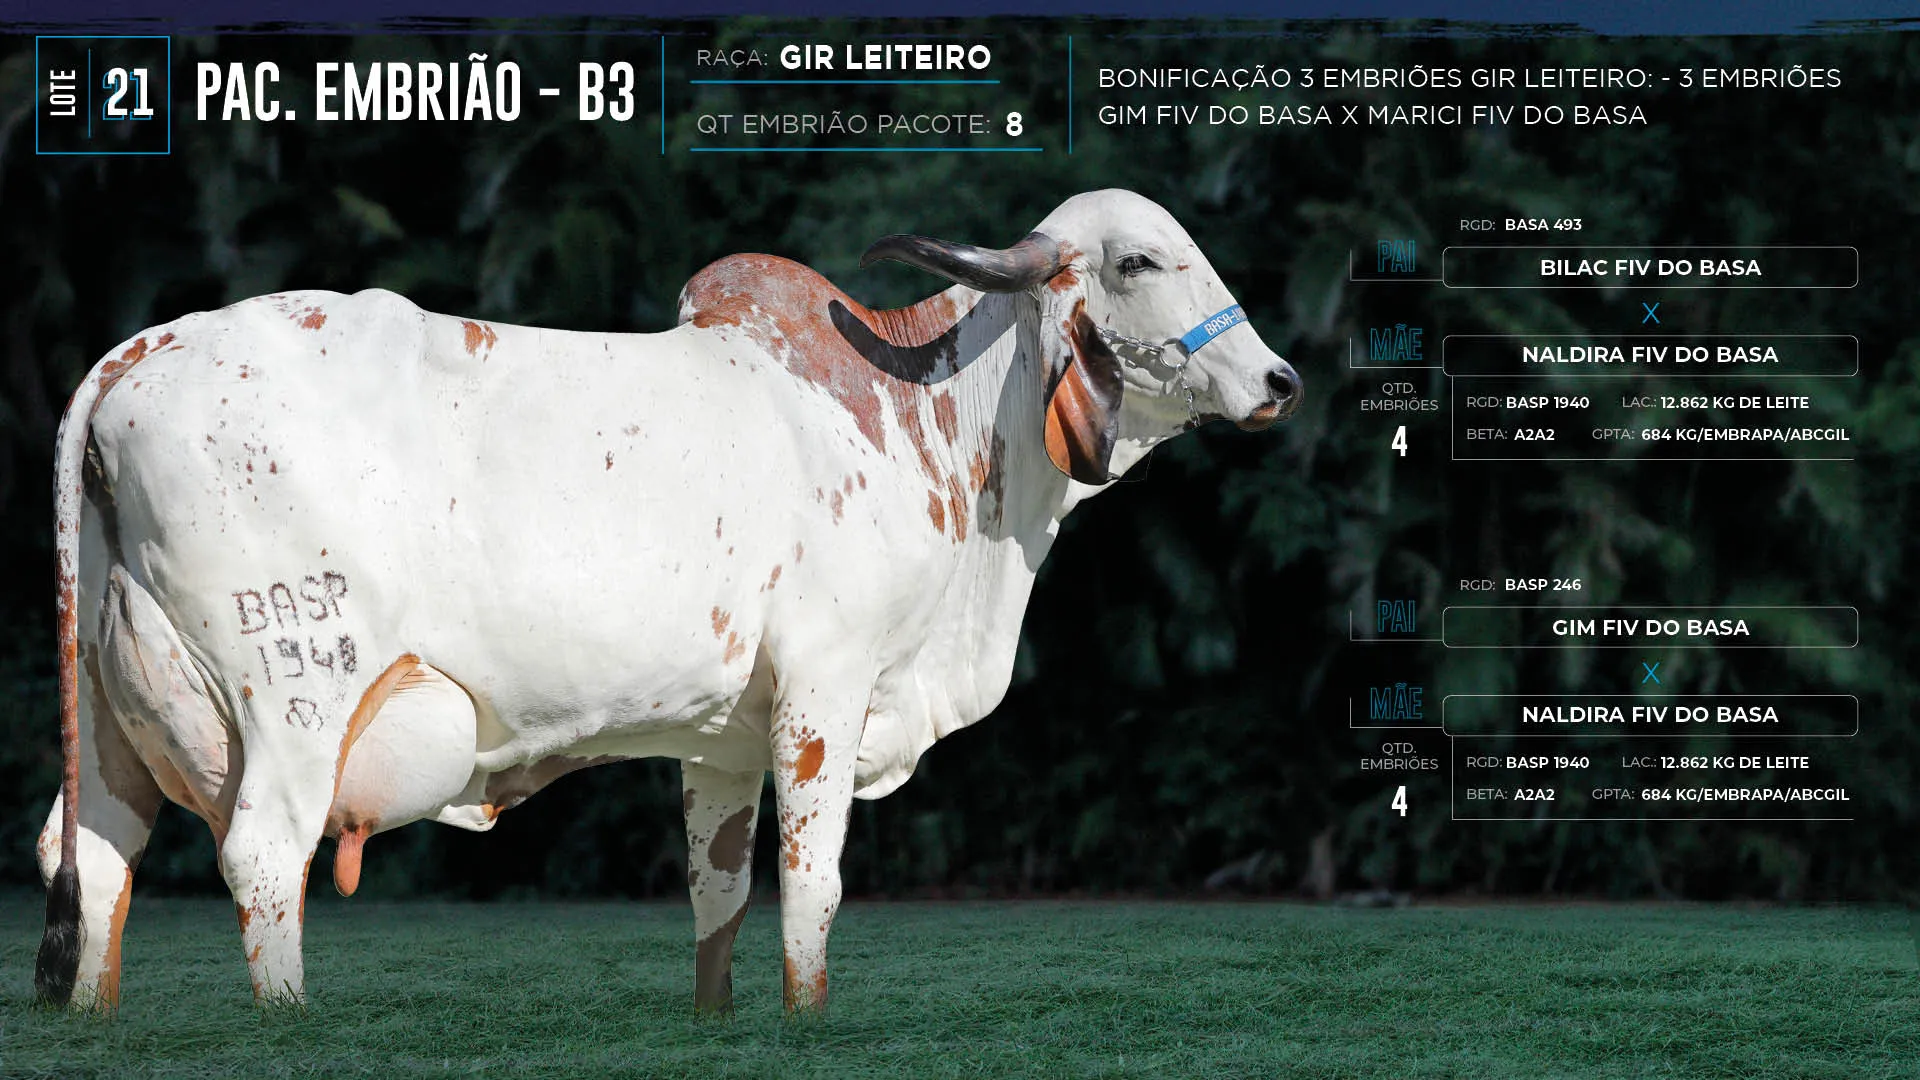 LOTE 21
PAC. EMBRIÃO - B3
RAÇA: GIR LEITEIRO
QT EMBRIÃO PACOTE: 8
BONIFICAÇÃO 3 EMBRIÕES GIR LEITEIRO: - 3 EMBRIÕES
GIM FIV DO BASA X MARICI FIV DO BASA
RGD: BASA 493
PAI BILAC FIV DO BASA
X
MÃE NALDIRA FIV DO BASA
QTD.
EMBRIÕES
4
RGD: BASP 1940 LAC.: 12.862 KG DE LEITE
BETA: A2A2 GPTA: 684 KG/EMBRAPA/ABCGIL
RGD: BASP 246
PAI GIM FIV DO BASA
X
MÃE NALDIRA FIV DO BASA
QTD.
EMBRIÕES
4
RGD: BASP 1940 LAC.: 12.862 KG DE LEITE
BETA: A2A2 GPTA: 684 KG/EMBRAPA/ABCGIL
BASP
1940